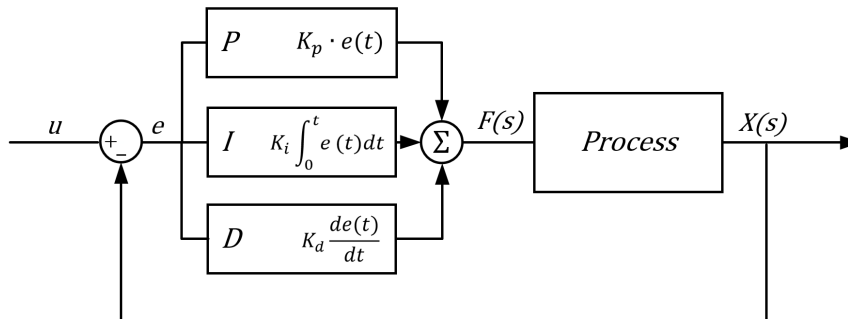 P K_p · e(t)
u
+
−
e
I K_i ∫_0^t e (t)dt
Σ
F(s)
Process
X(s)
D K_d de(t)/dt